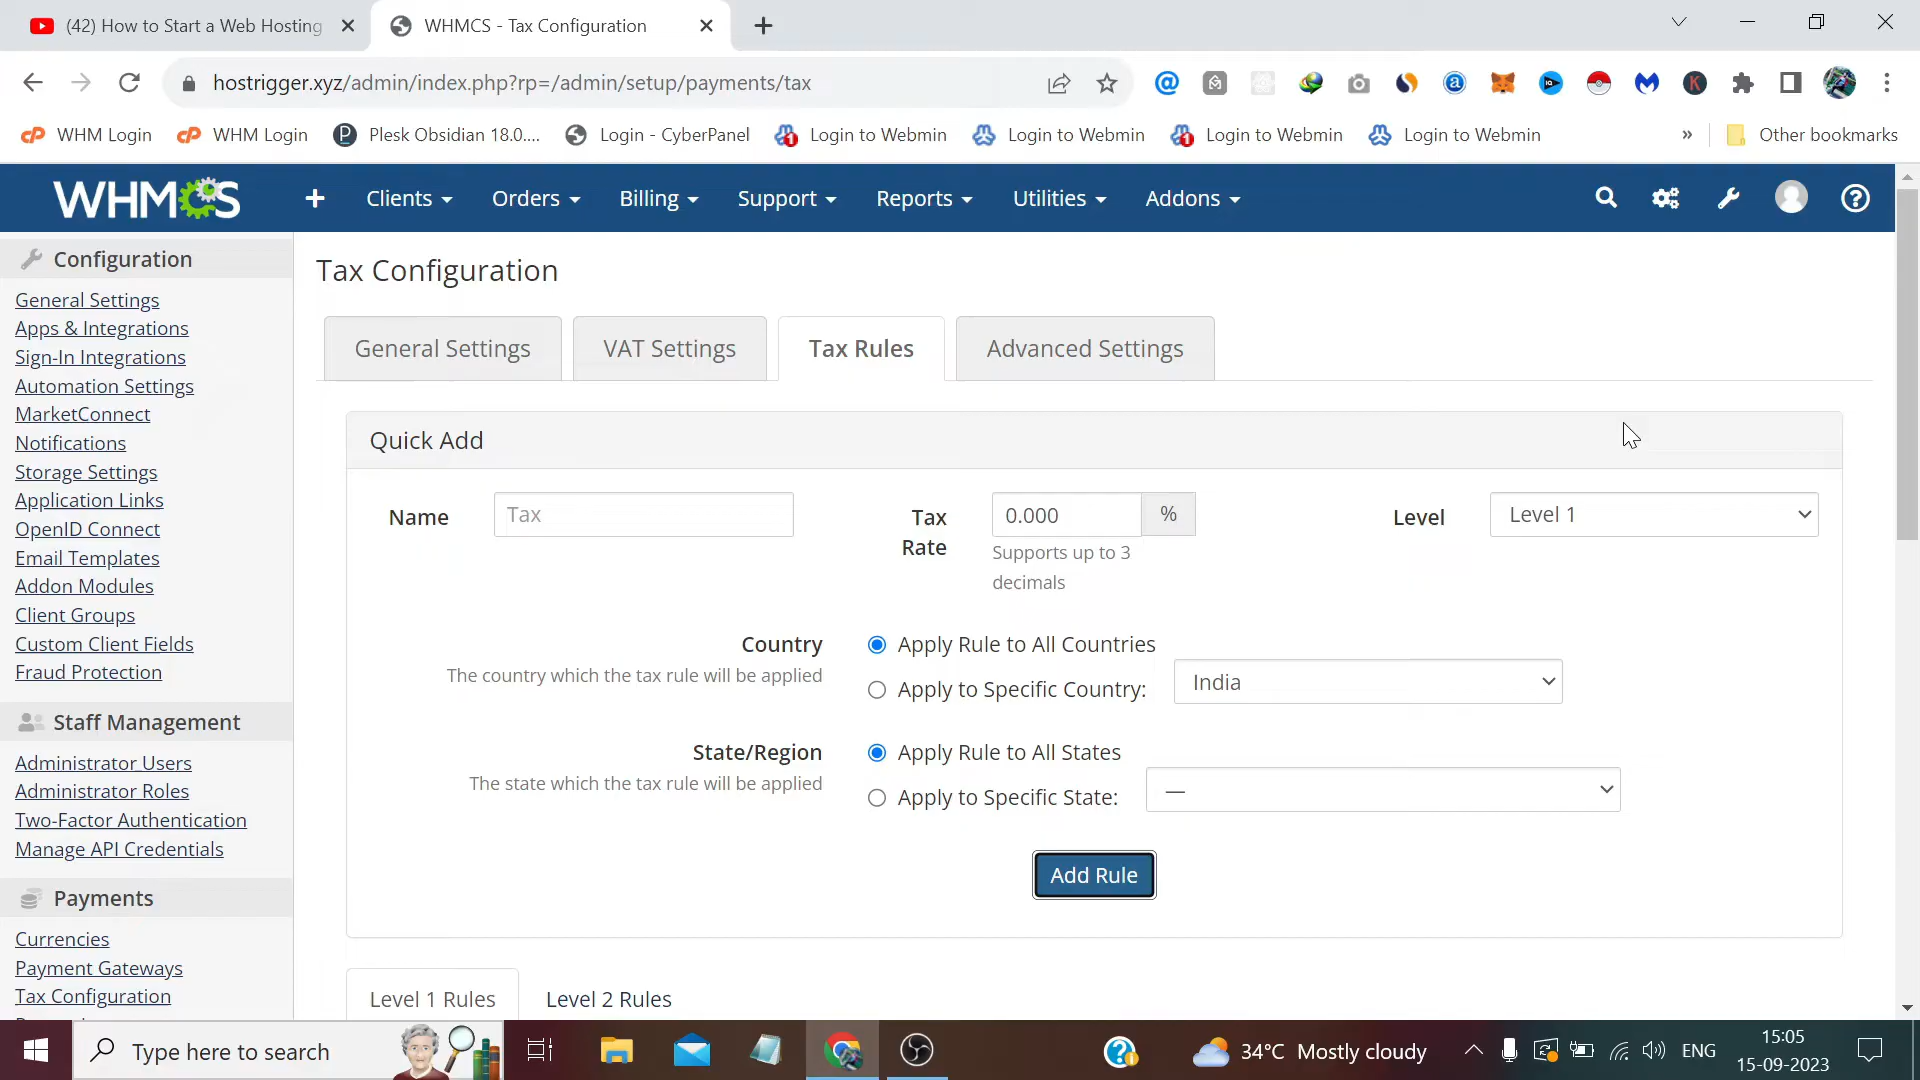 (42) How to Start a Web Hosting
WHMCS - Tax Configuration
hostrigger.xyz/admin/index.php?rp=/admin/setup/payments/tax
WHM Login
WHM Login
Plesk Obsidian 18.0....
Login - CyberPanel
Login to Webmin
Login to Webmin
Login to Webmin
Login to Webmin
»
Other bookmarks
WHMCS
Clients
Orders
Billing
Support
Reports
Utilities
Addons
Configuration
General Settings
Apps & Integrations
Sign-In Integrations
Automation Settings
MarketConnect
Notifications
Storage Settings
Application Links
OpenID Connect
Email Templates
Addon Modules
Client Groups
Custom Client Fields
Fraud Protection
Staff Management
Administrator Users
Administrator Roles
Two-Factor Authentication
Manage API Credentials
Payments
Currencies
Payment Gateways
Tax Configuration
Tax Configuration
General Settings
VAT Settings
Tax Rules
Advanced Settings
Quick Add
Name
Tax
Tax Rate
0.000
%
Supports up to 3
decimals
Level
Level 1
Country
The country which the tax rule will be applied
Apply Rule to All Countries
Apply to Specific Country:
India
State/Region
The state which the tax rule will be applied
Apply Rule to All States
Apply to Specific State:
—
Add Rule
Level 1 Rules
Level 2 Rules
Type here to search
34°C Mostly cloudy
ENG
15:05
15-09-2023